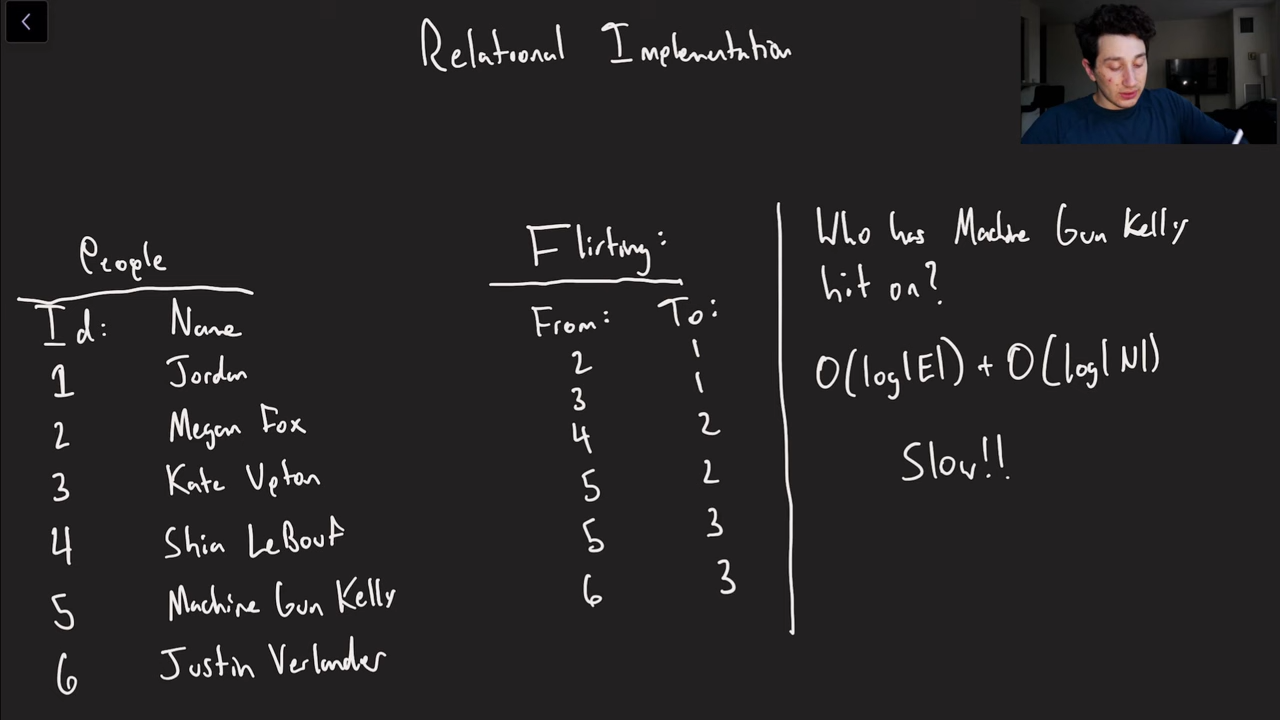 Relational Implementation
People
Id: Name
1 Jordan
2 Megan Fox
3 Kate Upton
4 Shia LeBouf
5 Machine Gun Kelly
6 Justin Verlander
Flirting:
From: To:
2 1
3 1
4 2
5 2
5 3
6 3
Who has Machine Gun Kelly
hit on?
O(log|E|) + O(log|N|)
Slow!!